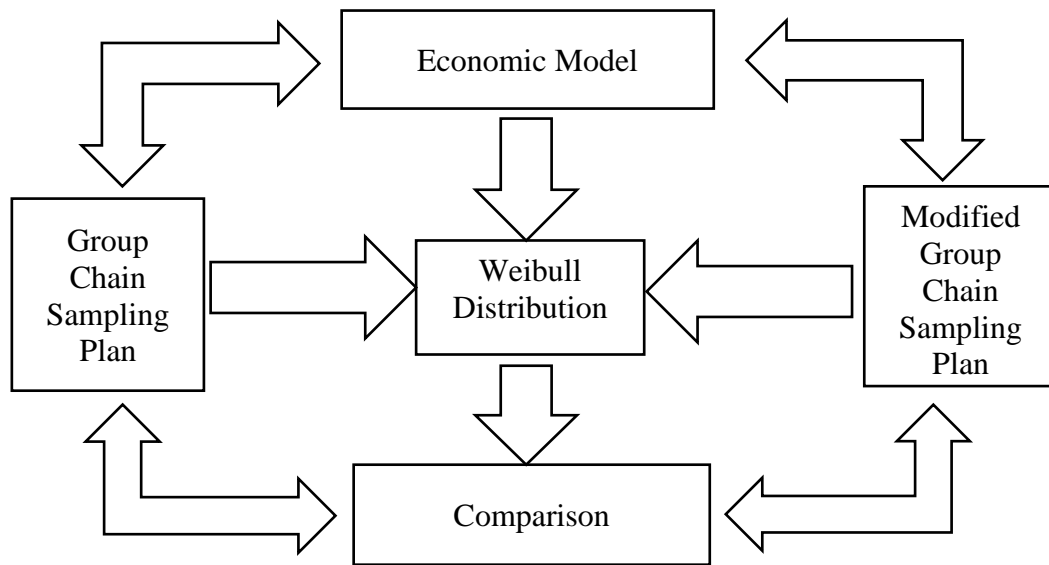 Economic Model
Group
Chain
Sampling
Plan
Weibull
Distribution
Modified
Group
Chain
Sampling
Plan
Comparison